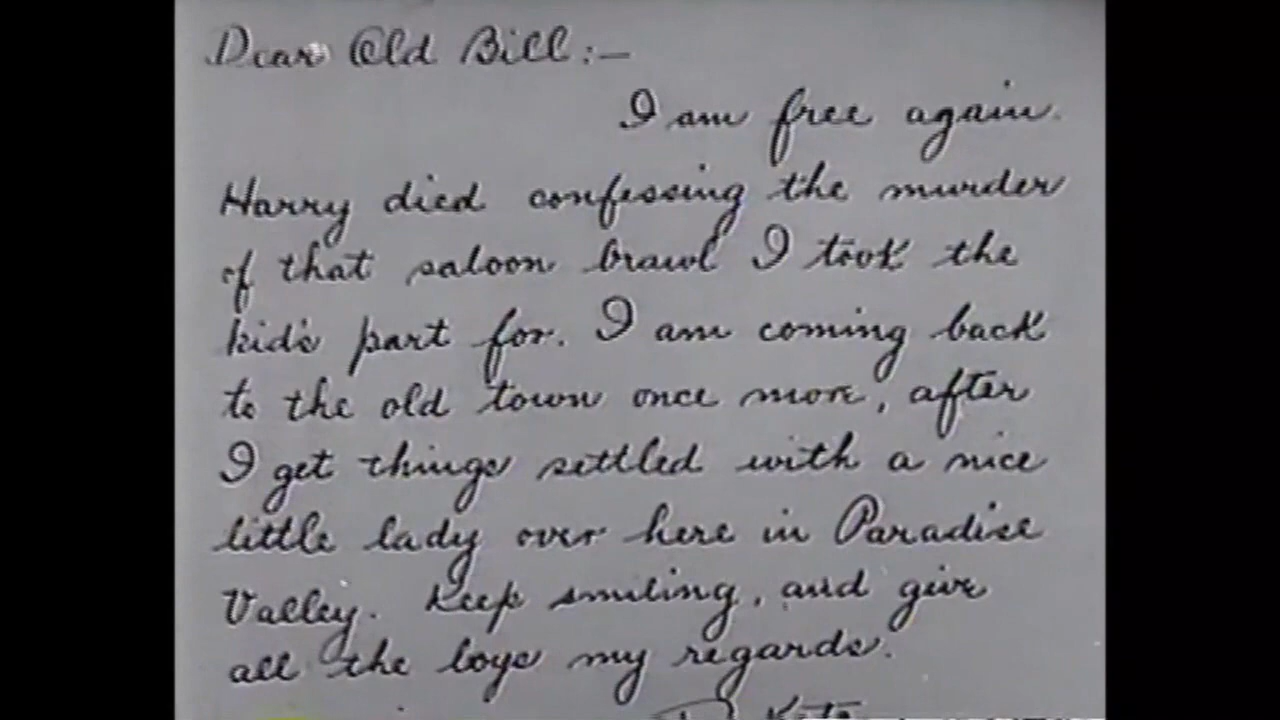 Dear Old Bill:—
I am free again.
Harry died confessing the murder
of that saloon brawl I took the
kid's part for. I am coming back
to the old town once more, after
I get things settled with a nice
little lady over here in Paradise
Valley. Keep smiling, and give
all the boys my regards.